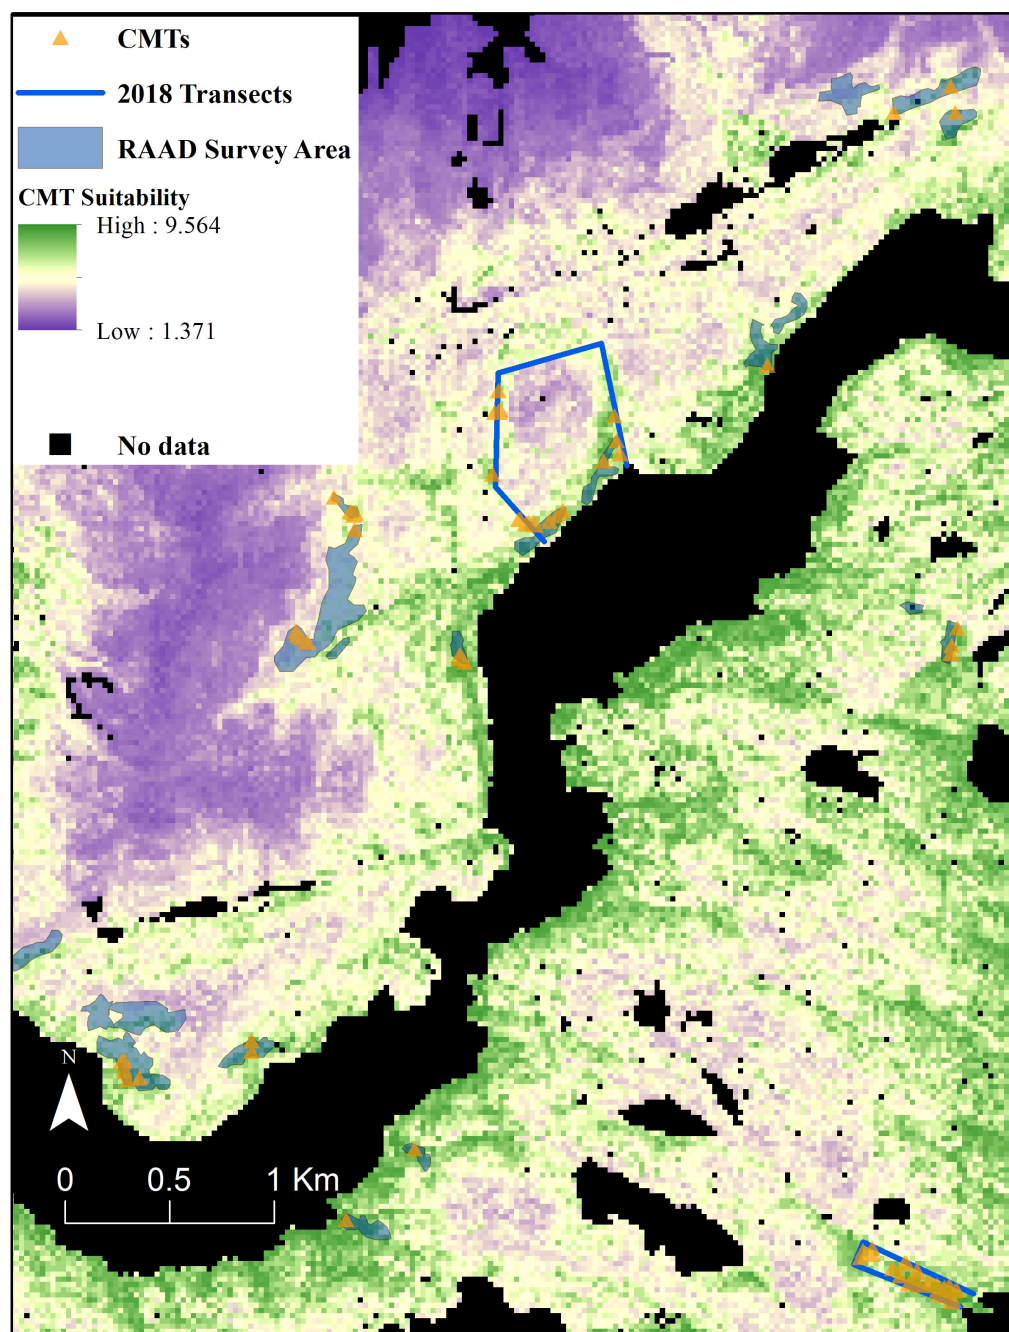 CMTs
2018 Transects
RAAD Survey Area
CMT Suitability
High : 9.564
Low : 1.371
No data
N
0 0.5 1 Km